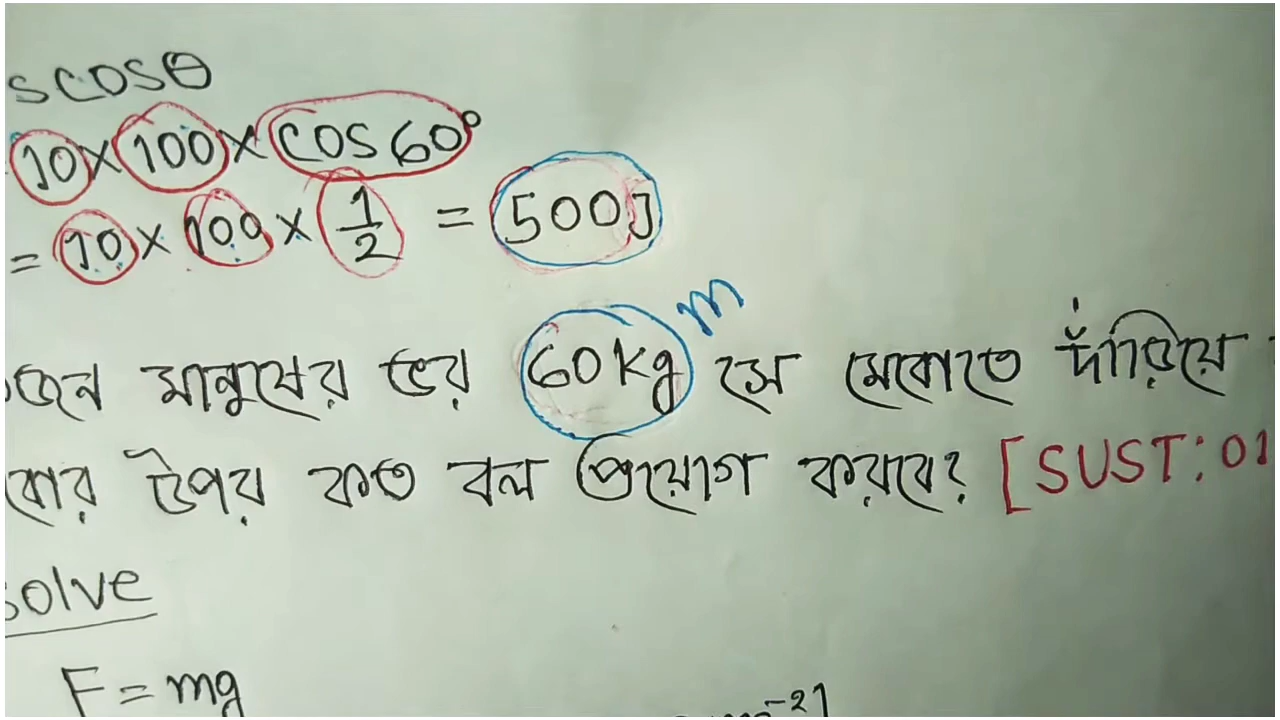 SCOSθ
10×100×COS60°
= 10 × 100 × 1/2 = 500J
m
জন মানুষের ভর 60kg সে মেঝেতে দাঁড়িয়ে
ঝের উপর কত বল প্রয়োগ করবে? [SUST:01
solve
F = mg